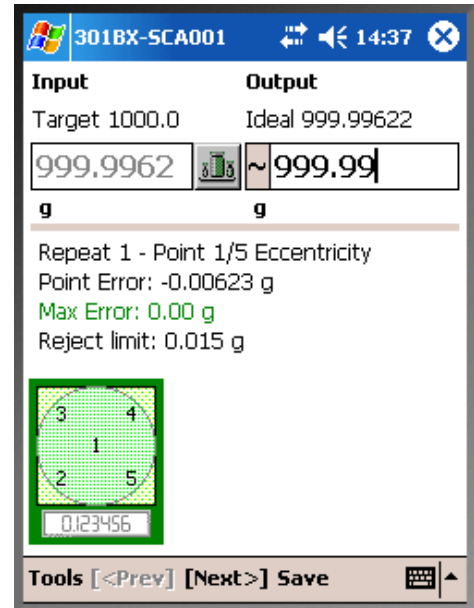 301BX-SCA001 14:37
Input Output
Target 1000.0 Ideal 999.99622
999.9962 ~ 999.99
g g
Repeat 1 - Point 1/5 Eccentricity
Point Error: -0.00623 g
Max Error: 0.00 g
Reject limit: 0.015 g
3 4
1
2 5
0.123456
Tools [<Prev] [Next>] Save